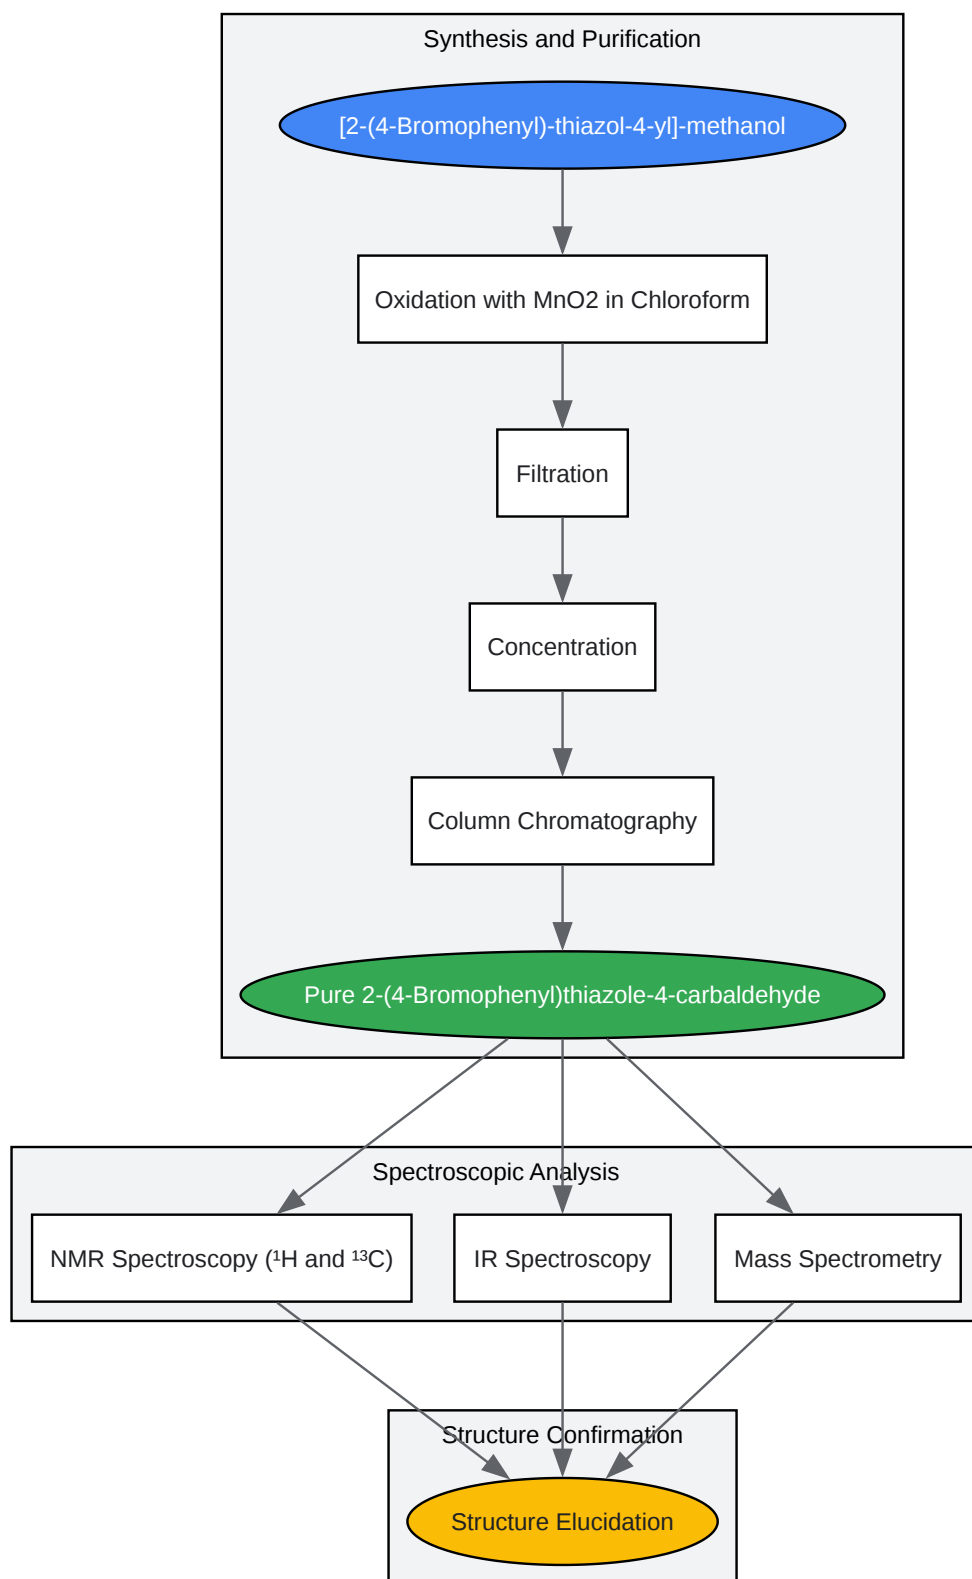 Synthesis and Purification
[2-(4-Bromophenyl)-thiazol-4-yl]-methanol
Oxidation with MnO2 in Chloroform
Filtration
Concentration
Column Chromatography
Pure 2-(4-Bromophenyl)thiazole-4-carbaldehyde
Spectroscopic Analysis
NMR Spectroscopy (¹H and ¹³C)
IR Spectroscopy
Mass Spectrometry
Structure Confirmation
Structure Elucidation